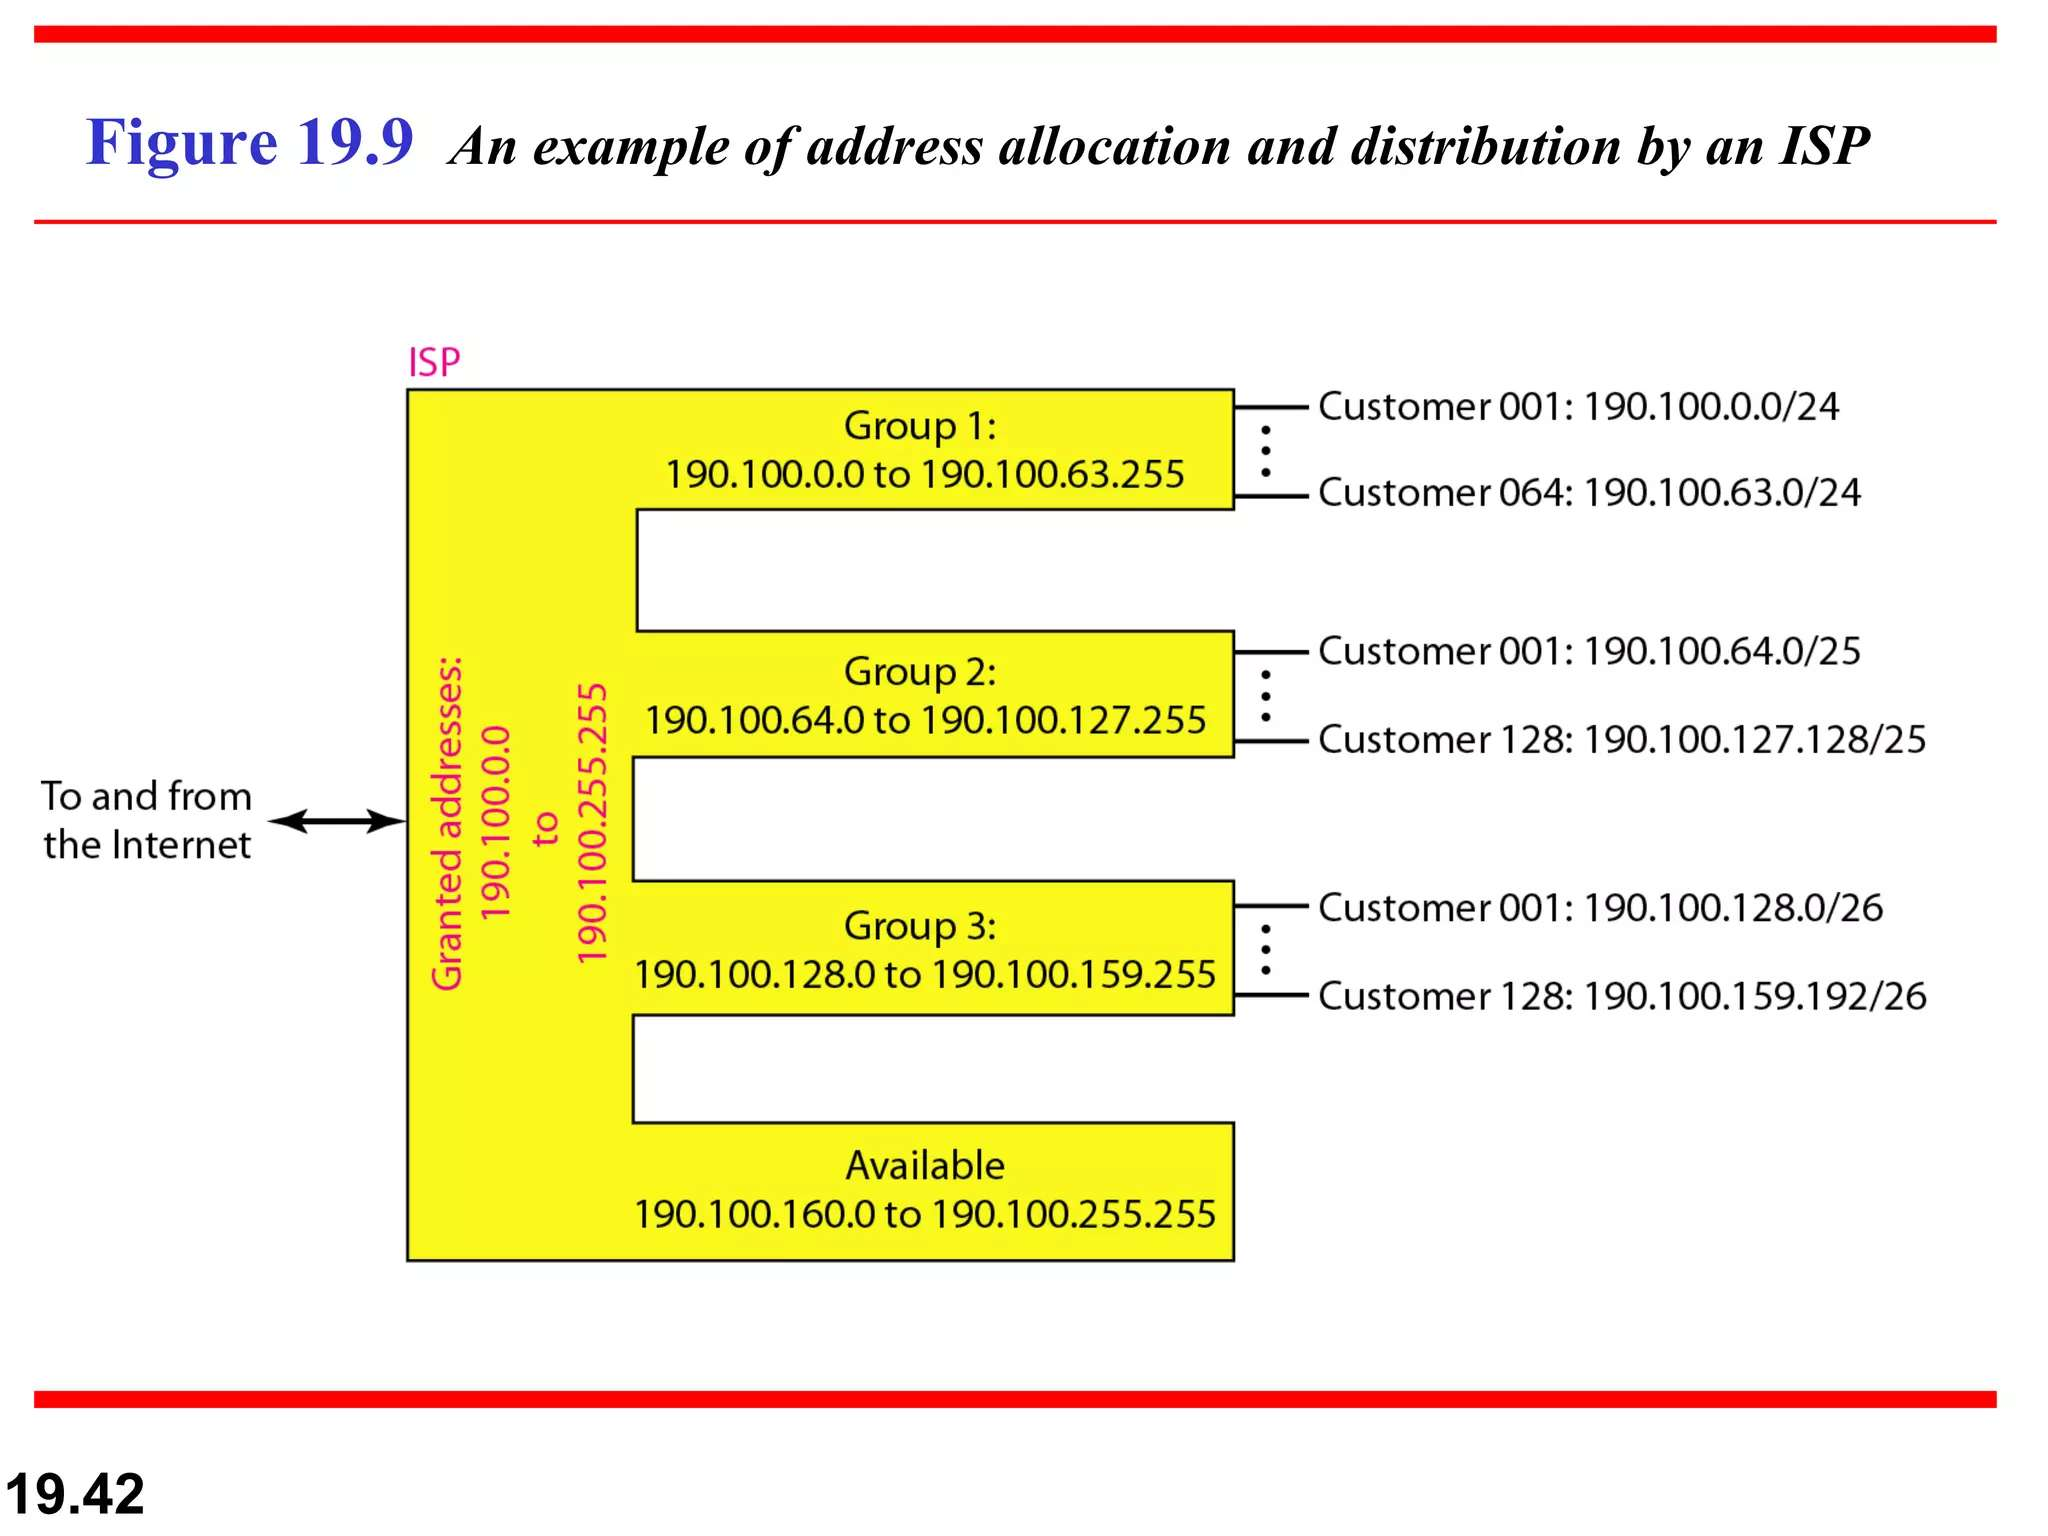 Figure 19.9 An example of address allocation and distribution by an ISP
ISP
Group 1:
190.100.0.0 to 190.100.63.255
Customer 001: 190.100.0.0/24
Customer 064: 190.100.63.0/24
Group 2:
190.100.64.0 to 190.100.127.255
Customer 001: 190.100.64.0/25
Customer 128: 190.100.127.128/25
To and from
the Internet
Granted addresses:
190.100.0.0
to
190.100.255.255
Group 3:
190.100.128.0 to 190.100.159.255
Customer 001: 190.100.128.0/26
Customer 128: 190.100.159.192/26
Available
190.100.160.0 to 190.100.255.255
19.42